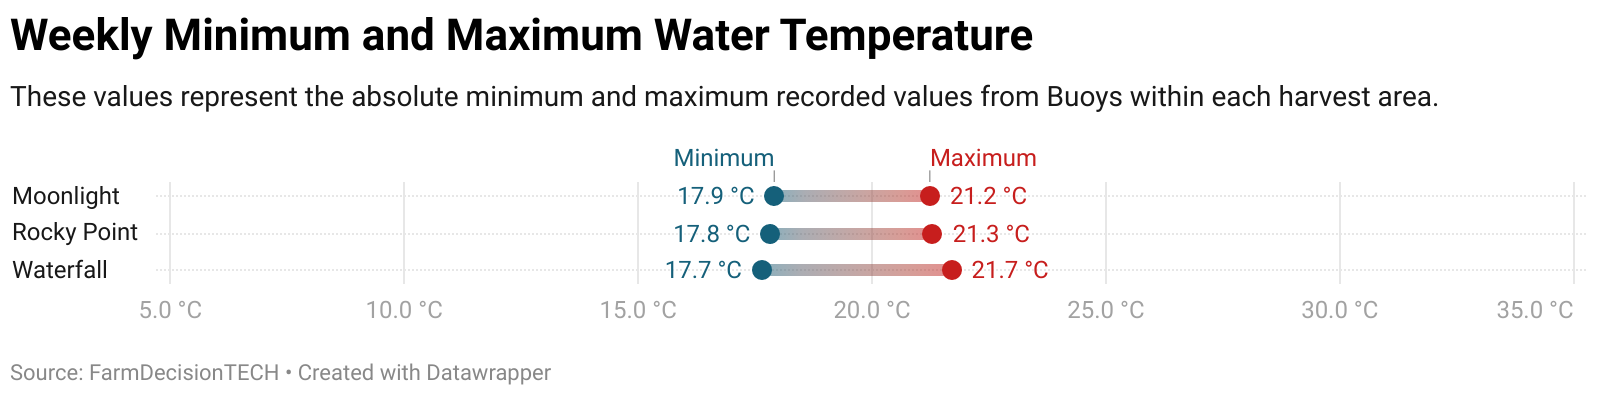 Weekly Minimum and Maximum Water Temperature
These values represent the absolute minimum and maximum recorded values from Buoys within each harvest area.
Minimum Maximum
Moonlight 17.9 °C 21.2 °C
Rocky Point 17.8 °C 21.3 °C
Waterfall 17.7 °C 21.7 °C
5.0 °C 10.0 °C 15.0 °C 20.0 °C 25.0 °C 30.0 °C 35.0 °C
Source: FarmDecisionTECH • Created with Datawrapper